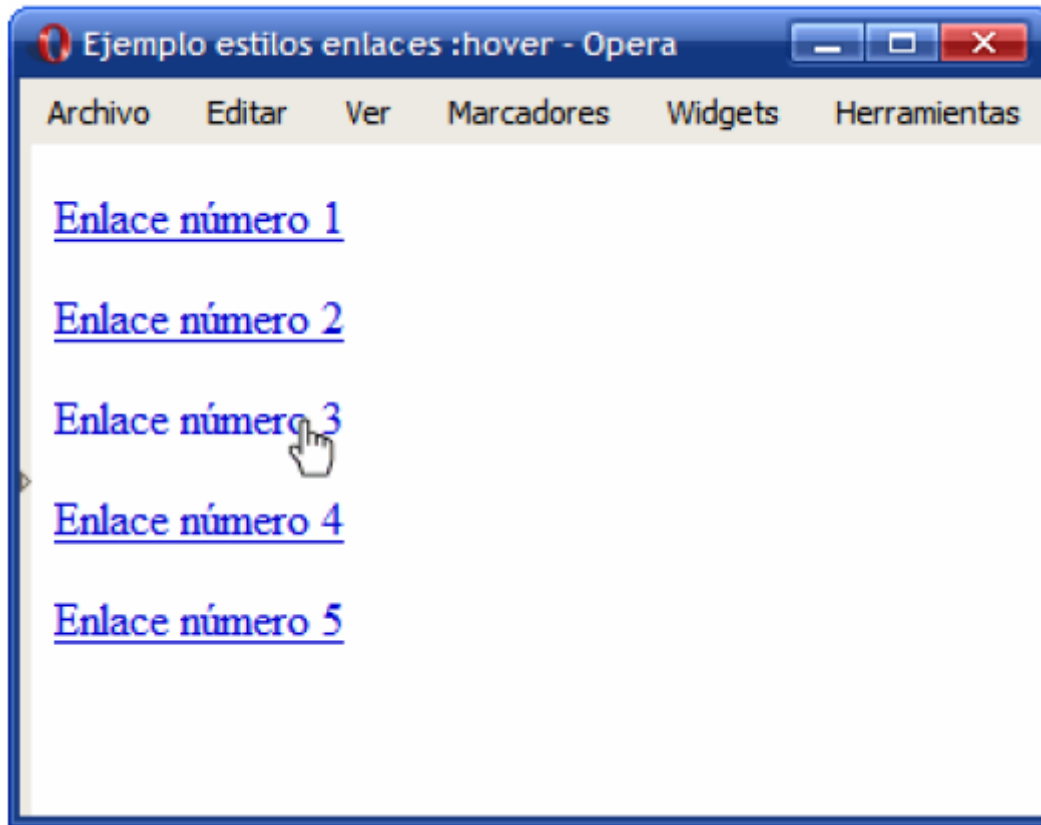 Ejemplo estilos enlaces :hover - Opera
Archivo Editar Ver Marcadores Widgets Herramientas
Enlace número 1
Enlace número 2
Enlace número 3
Enlace número 4
Enlace número 5